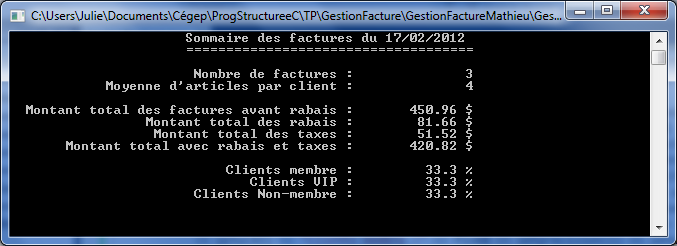 C:\Users\Julie\Documents\Cégep\ProgStructureeC\TP\GestionFacture\GestionFactureMathieu\Ges...
Sommaire des factures du 17/02/2012
===================================
Nombre de factures : 3
Moyenne d'articles par client : 4
Montant total des factures avant rabais : 450.96 $
Montant total des rabais : 81.66 $
Montant total des taxes : 51.52 $
Montant total avec rabais et taxes : 420.82 $
Clients membre : 33.3 %
Clients VIP : 33.3 %
Clients Non-membre : 33.3 %